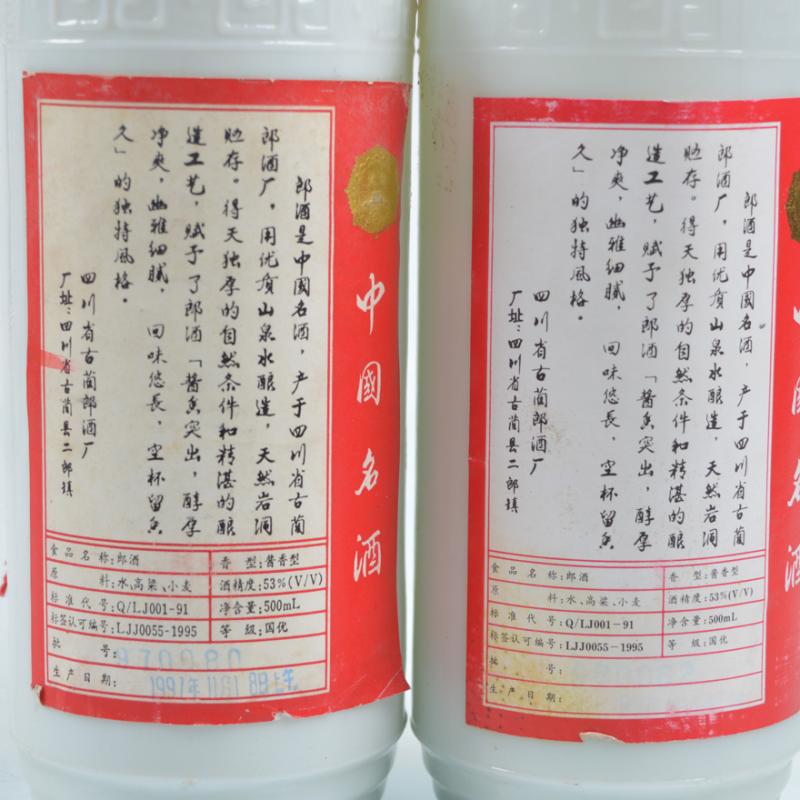 中國名酒
郎酒是中國名酒，产于四川省古蔺
郎酒厂，用优質山泉水酿造，天然岩洞
贮存。得天独厚的自然条件和精湛的酿
造工艺，赋予了郎酒「醬香突出，醇厚
净爽，幽雅细腻，回味悠長，空杯留香
久」的独特风格。
四川省古蔺郎酒厂
厂址:四川省古蔺县二郎镇
食品名称:郎酒 香型:酱香型
原料:水、高粱、小麦 酒精度:53%(V/V)
标准代号:Q/LJ001-91 净含量:500mL
标签认可编号:LJJ0055-1995 等级:国优
批号:
生产日期:
中國名酒
郎酒是中國名酒，产于四川省古蔺
郎酒厂，用优質山泉水酿造，天然岩洞
贮存。得天独厚的自然条件和精湛的酿
造工艺，赋予了郎酒「醬香突出，醇厚
净爽，幽雅细腻，回味悠長，空杯留香
久」的独特风格。
四川省古蔺郎酒厂
厂址:四川省古蔺县二郎镇
食品名称:郎酒 香型:酱香型
原料:水、高粱、小麦 酒精度:53%(V/V)
标准代号:Q/LJ001-91 净含量:500mL
标签认可编号:LJJ0055-1995 等级:国优
批号:
生产日期: